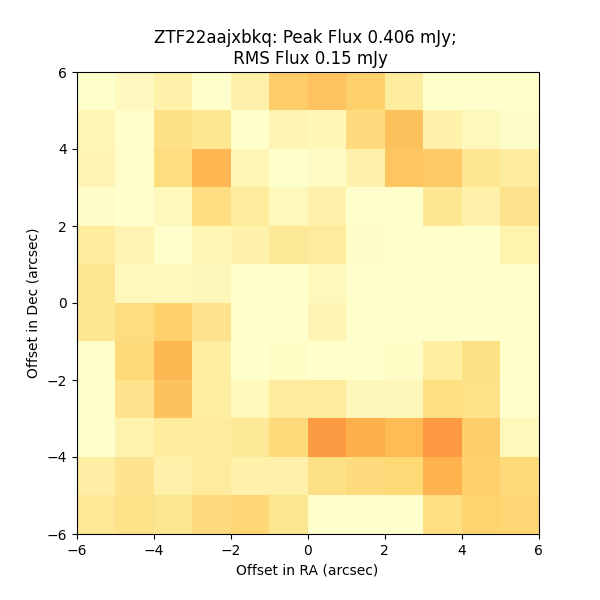 ZTF22aajxbkq: Peak Flux 0.406 mJy;
RMS Flux 0.15 mJy
6
4
2
0
−2
−4
−6
Offset in Dec (arcsec)
−6 −4 −2 0 2 4 6
Offset in RA (arcsec)